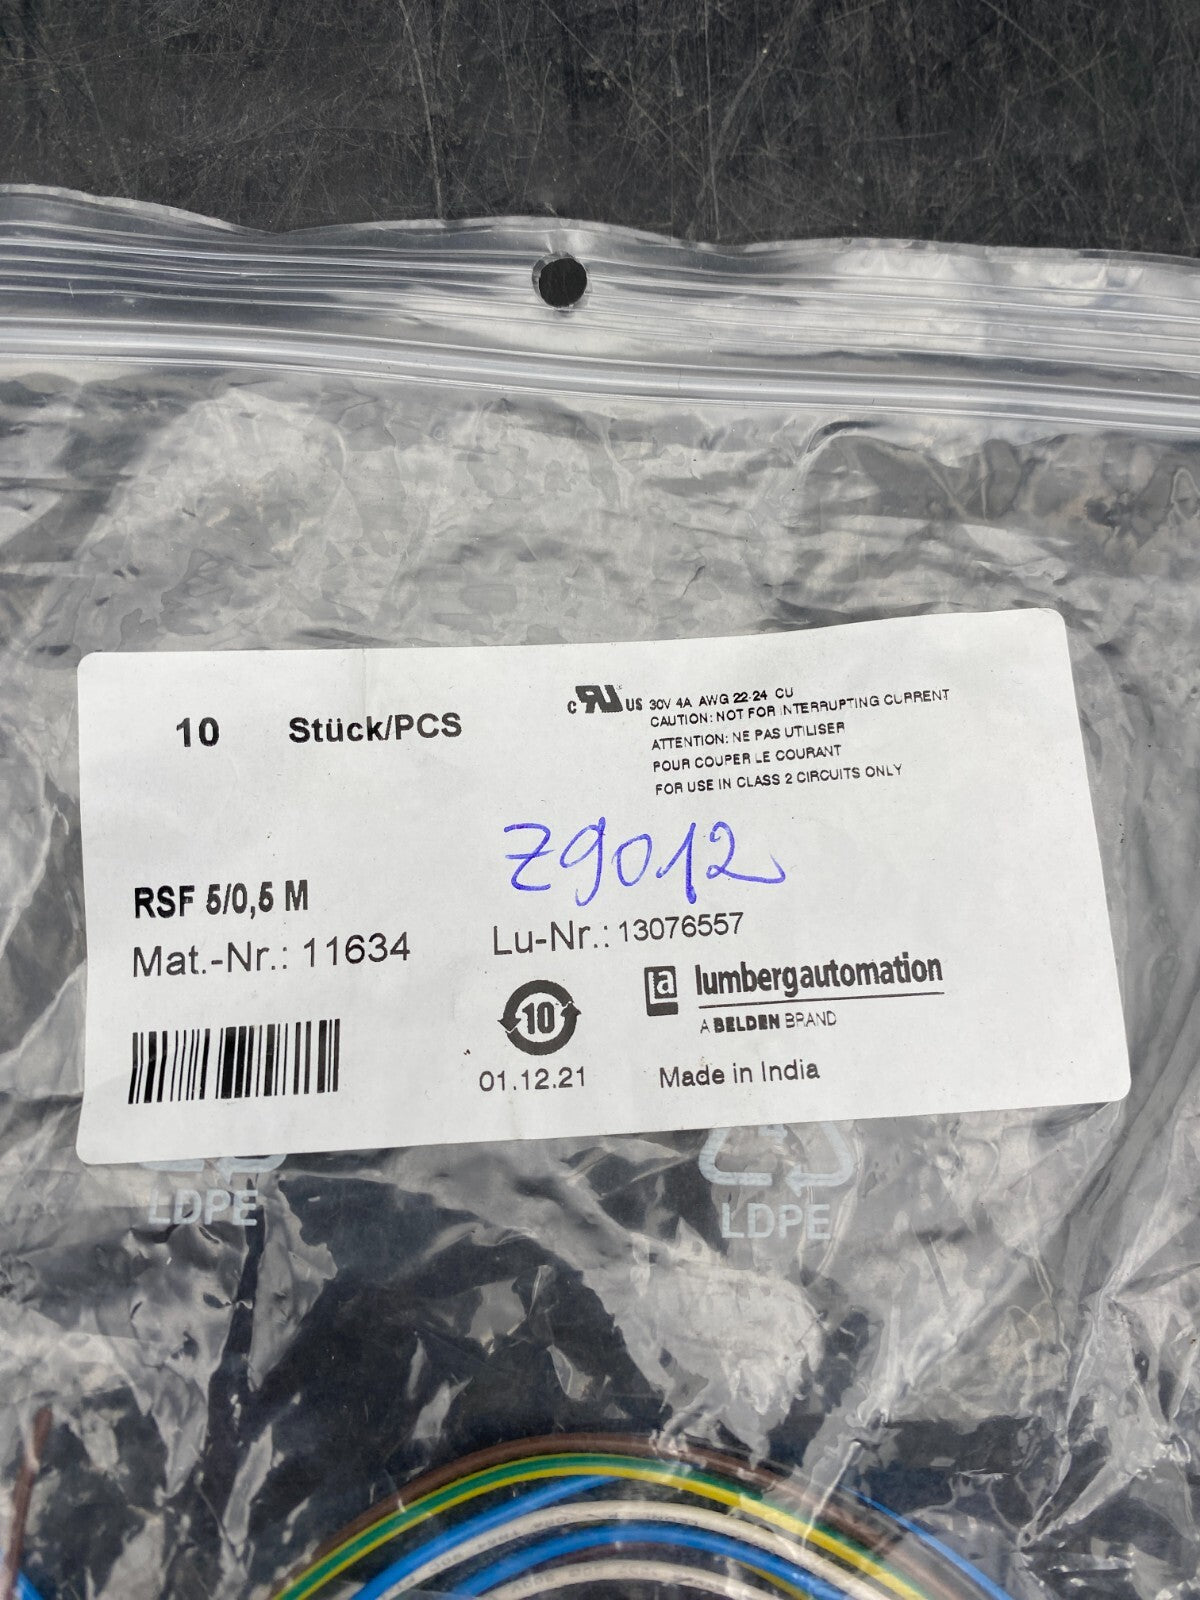 10 Stück/PCS
c RU US 30V 4A AWG 22-24 CU
CAUTION: NOT FOR INTERRUPTING CURRENT
ATTENTION: NE PAS UTILISER
POUR COUPER LE COURANT
FOR USE IN CLASS 2 CIRCUITS ONLY
Z9012
RSF 5/0,5 M
Mat.-Nr.: 11634
Lu-Nr.: 13076557
10
01.12.21
la lumbergautomation
A BELDEN BRAND
Made in India
LDPE
LDPE